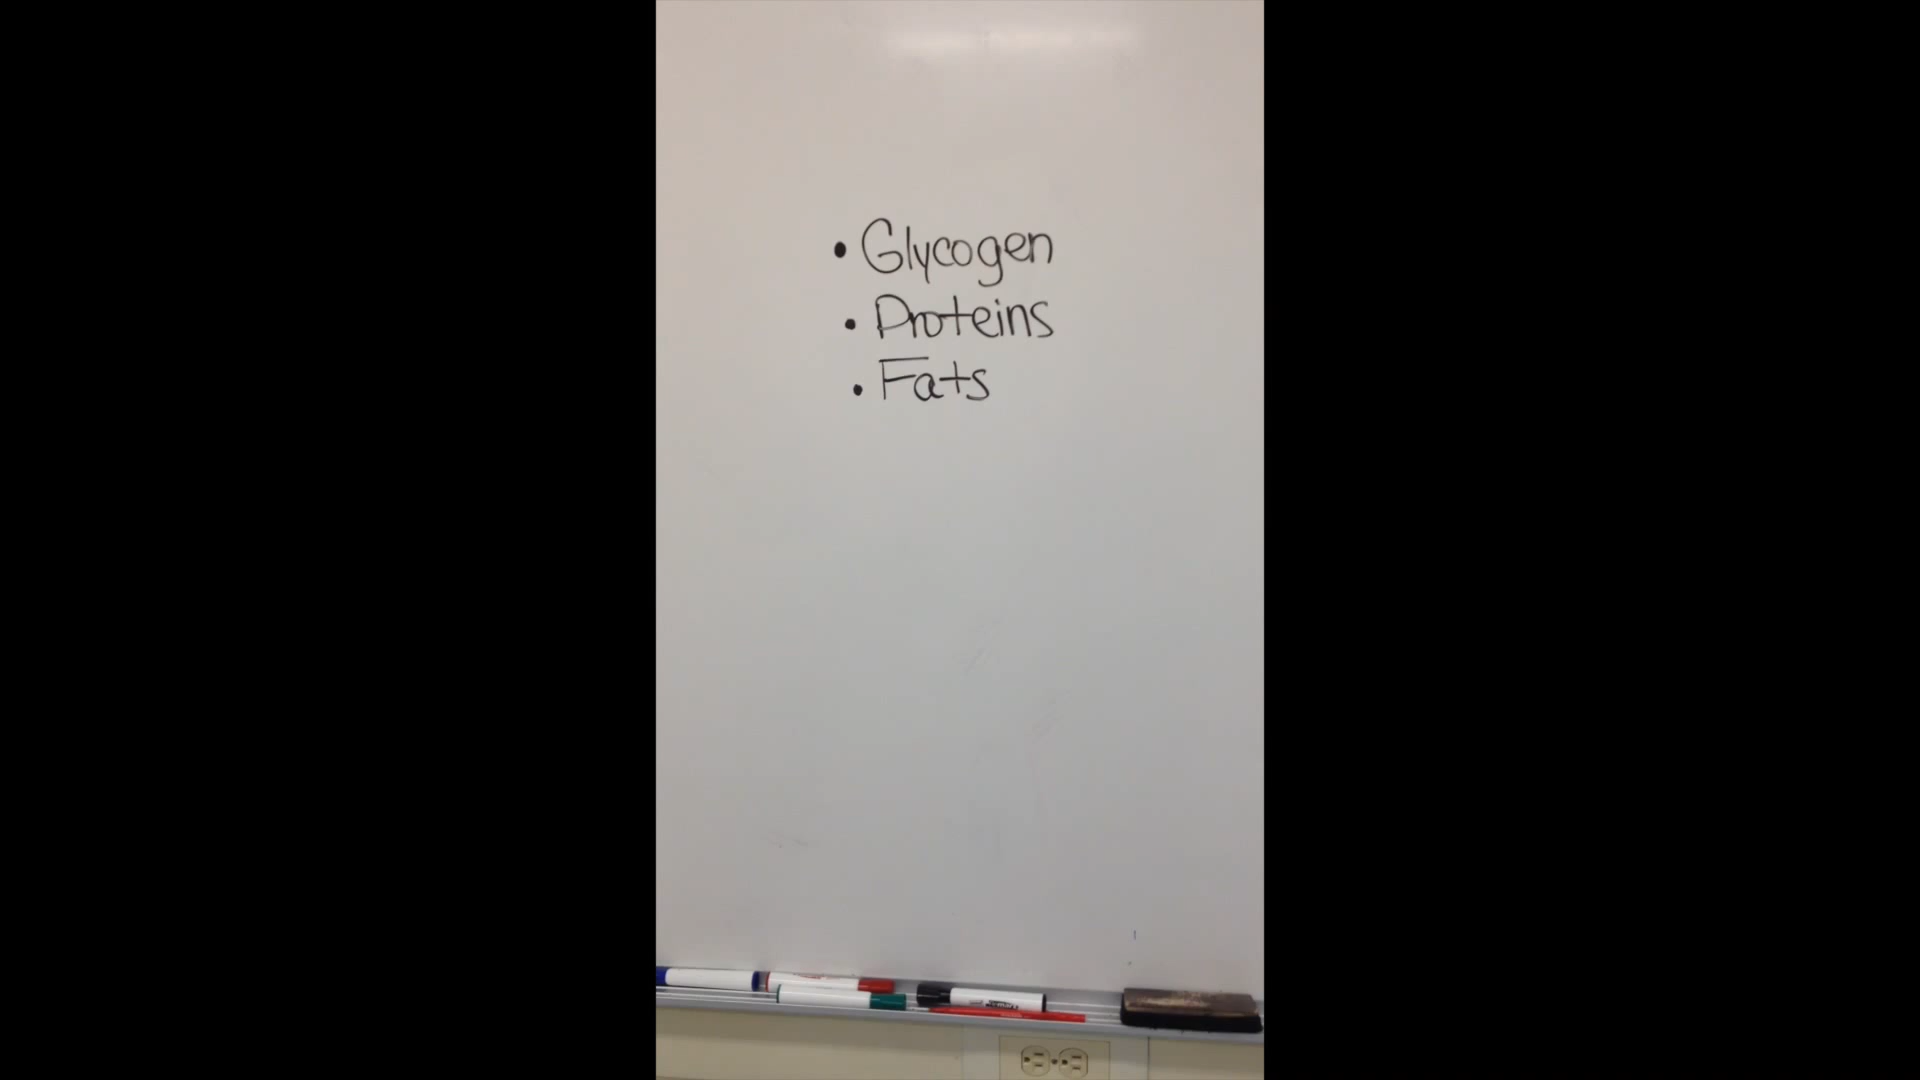 • Glycogen
• Proteins
• Fats